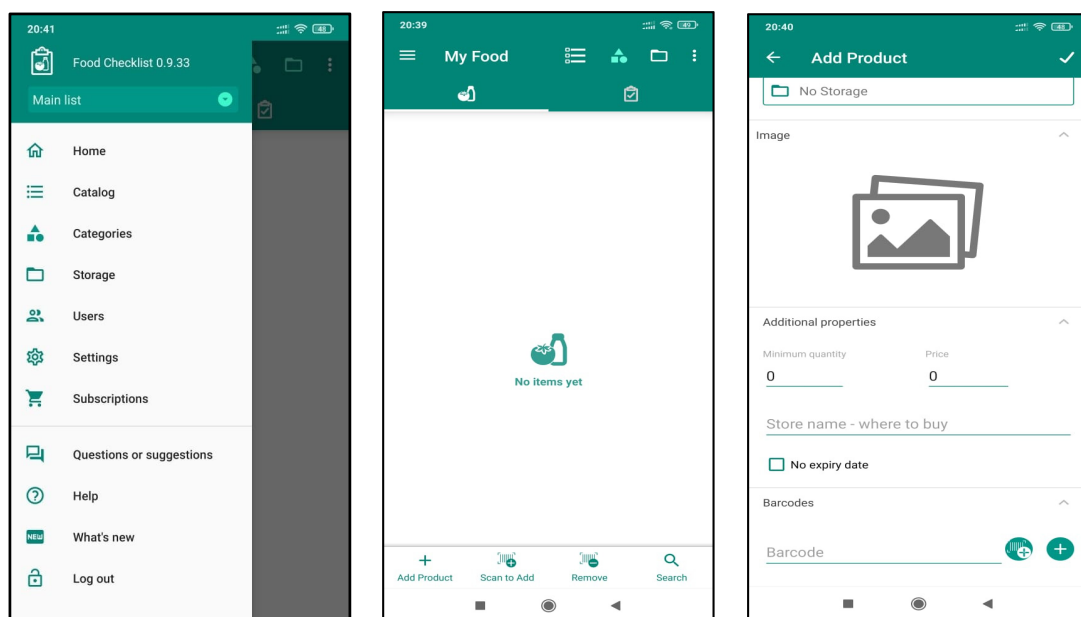 20:41
48
Food Checklist 0.9.33
Main list
Home
Catalog
Categories
Storage
Users
Settings
Subscriptions
Questions or suggestions
Help
NEW
What's new
Log out
20:39
49
My Food
No items yet
Add Product
Scan to Add
Remove
Search
20:40
48
Add Product
No Storage
Image
Additional properties
Minimum quantity
Price
0
0
Store name - where to buy
No expiry date
Barcodes
Barcode